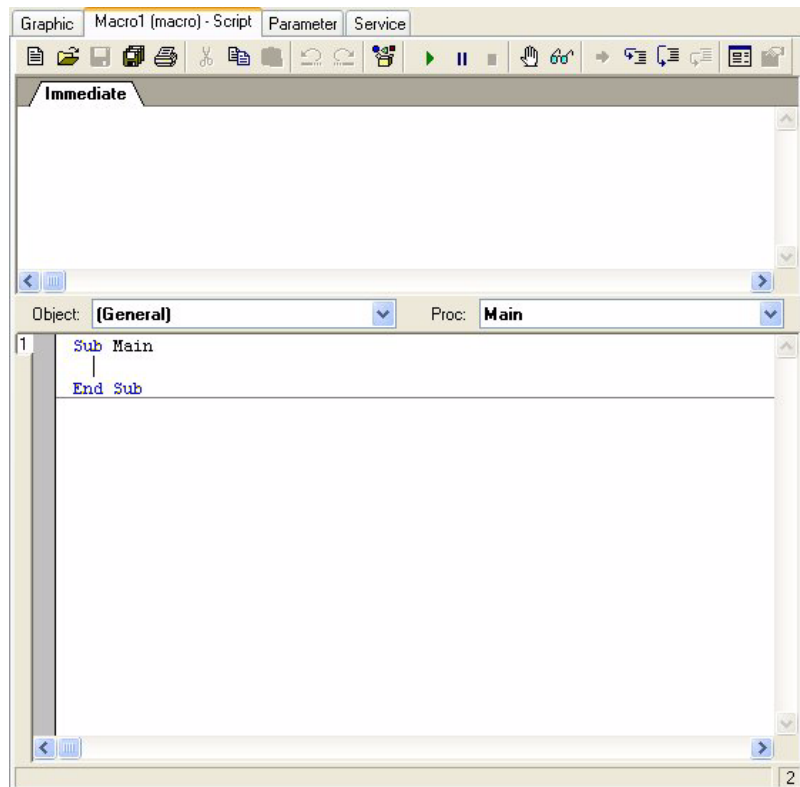 Graphic Macro1 (macro) - Script Parameter Service
Immediate
Object: (General) Proc: Main
1
Sub Main
End Sub
2